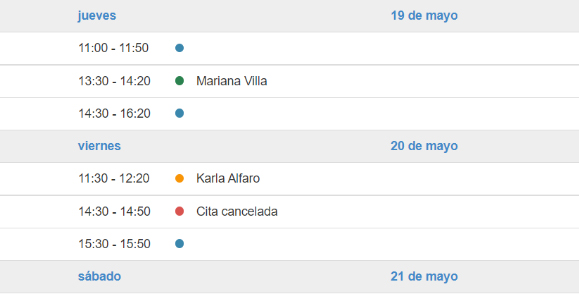 jueves 19 de mayo
11:00 - 11:50
13:30 - 14:20 Mariana Villa
14:30 - 16:20
viernes 20 de mayo
11:30 - 12:20 Karla Alfaro
14:30 - 14:50 Cita cancelada
15:30 - 15:50
sábado 21 de mayo